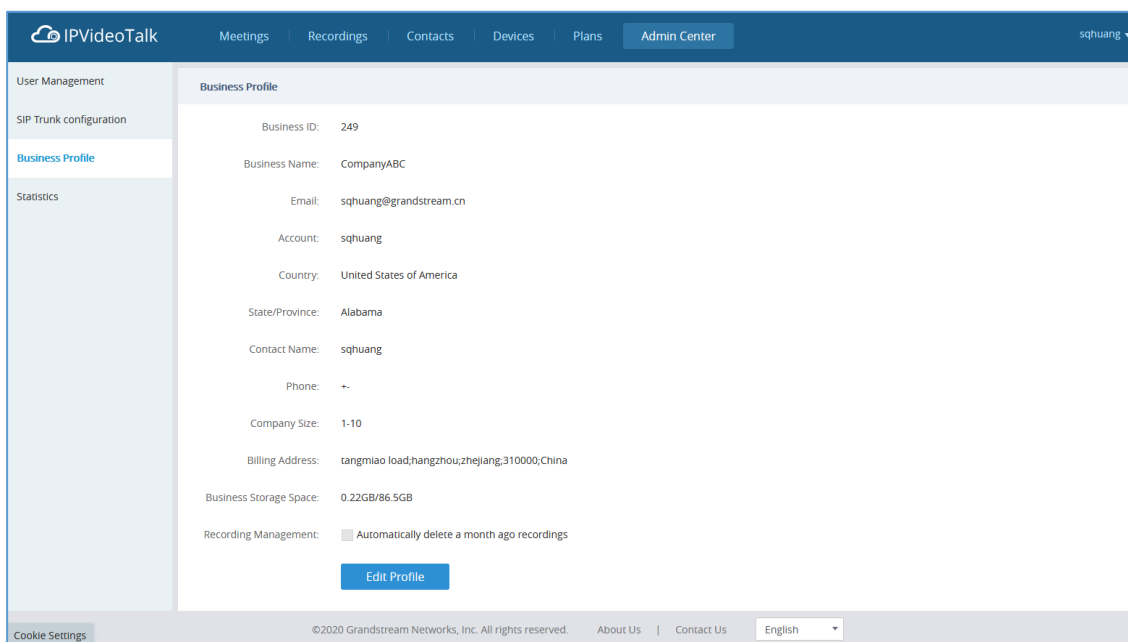 IPVideoTalk Meetings Recordings Contacts Devices Plans Admin Center sqhuang
User Management
SIP Trunk configuration
Business Profile
Statistics
Business Profile
Business ID: 249
Business Name: CompanyABC
Email: sqhuang@grandstream.cn
Account: sqhuang
Country: United States of America
State/Province: Alabama
Contact Name: sqhuang
Phone: +-
Company Size: 1-10
Billing Address: tangmiao load;hangzhou;zhejiang;310000;China
Business Storage Space: 0.22GB/86.5GB
Recording Management: Automatically delete a month ago recordings
Edit Profile
Cookie Settings
©2020 Grandstream Networks, Inc. All rights reserved. About Us | Contact Us English